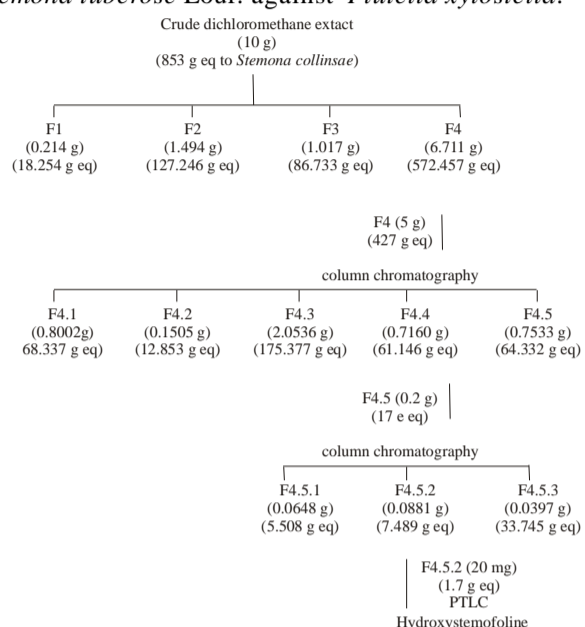 emona tuberose Lour. against Plutella xylostella.
Crude dichloromethane extact
(10 g)
(853 g eq to Stemona collinsae)
F1 F2 F3 F4
(0.214 g) (1.494 g) (1.017 g) (6.711 g)
(18.254 g eq) (127.246 g eq) (86.733 g eq) (572.457 g eq)
F4 (5 g)
(427 g eq)
column chromatography
F4.1 F4.2 F4.3 F4.4 F4.5
(0.8002g) (0.1505 g) (2.0536 g) (0.7160 g) (0.7533 g)
68.337 g eq) (12.853 g eq) (175.377 g eq) (61.146 g eq) (64.332 g eq)
F4.5 (0.2 g)
(17 e eq)
column chromatography
F4.5.1 F4.5.2 F4.5.3
(0.0648 g) (0.0881 g) (0.0397 g)
(5.508 g eq) (7.489 g eq) (33.745 g eq)
F4.5.2 (20 mg)
(1.7 g eq)
PTLC
Hydroxystemofoline